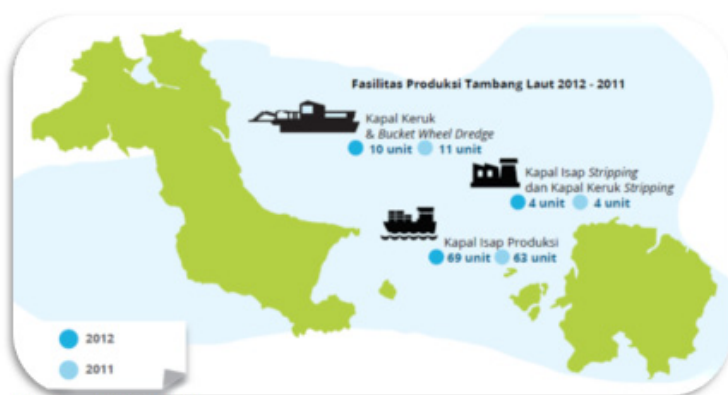 Fasilitas Produksi Tambang Laut 2012 - 2011
Kapal Keruk
& Bucket Wheel Dredge
10 unit 11 unit
Kapal Isap Stripping
dan Kapal Keruk Stripping
4 unit 4 unit
Kapal Isap Produksi
69 unit 63 unit
2012
2011